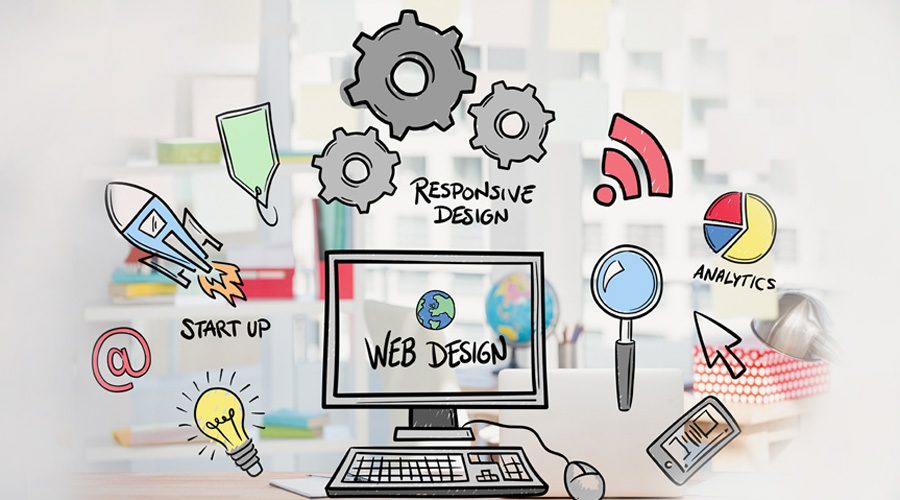 RESPONSIVE
DESIGN
ANALYTICS
START UP
@
WEB DESIGN